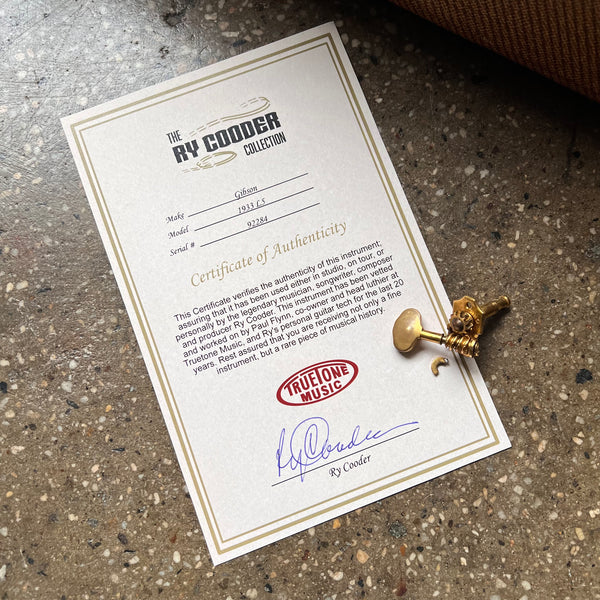 THE
RY COODER
COLLECTION
Make Gibson
Model 1933 L5
Serial # 92284
Certificate of Authenticity
This Certificate verifies the authenticity of this instrument;
assuring that it has been used either in studio, on tour, or
personally by the legendary musician, songwriter, composer
and producer Ry Cooder. This instrument has been vetted
and worked on by Paul Flynn, co-owner and head luthier at
Truetone Music, and Ry's personal guitar tech for the last 20
years. Rest assured that you are receiving not only a fine
instrument, but a rare piece of musical history.
TRUETONE
MUSIC
Ry Cooder
Ry Cooder